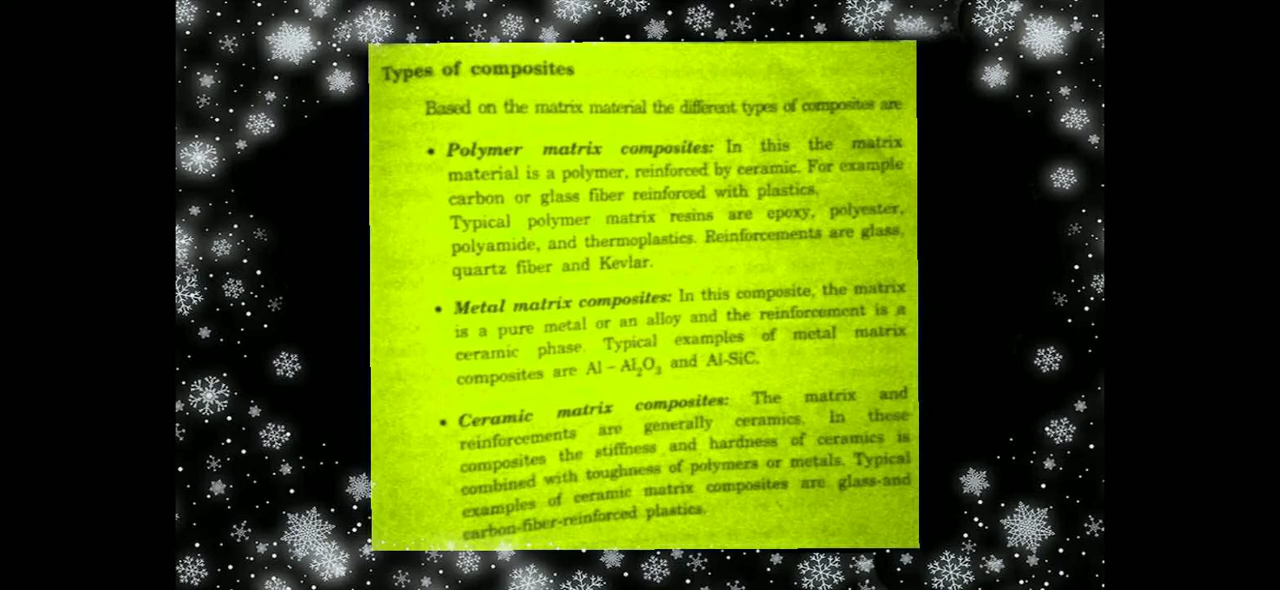 Types of composites
Based on the matrix material the different types of composites are
• Polymer matrix composites: In this the matrix
material is a polymer, reinforced by ceramic. For example
carbon or glass fiber reinforced with plastics.
Typical polymer matrix resins are epoxy, polyester,
polyamide, and thermoplastics. Reinforcements are glass,
quartz fiber and Kevlar.
• Metal matrix composites: In this composite, the matrix
is a pure metal or an alloy and the reinforcement is a
ceramic phase. Typical examples of metal matrix
composites are Al – Al₂O₃ and Al-SiC.
• Ceramic matrix composites: The matrix and
reinforcements are generally ceramics. In these
composites the stiffness and hardness of ceramics is
combined with toughness of polymers or metals. Typical
examples of ceramic matrix composites are glass-and
carbon-fiber-reinforced plastics.